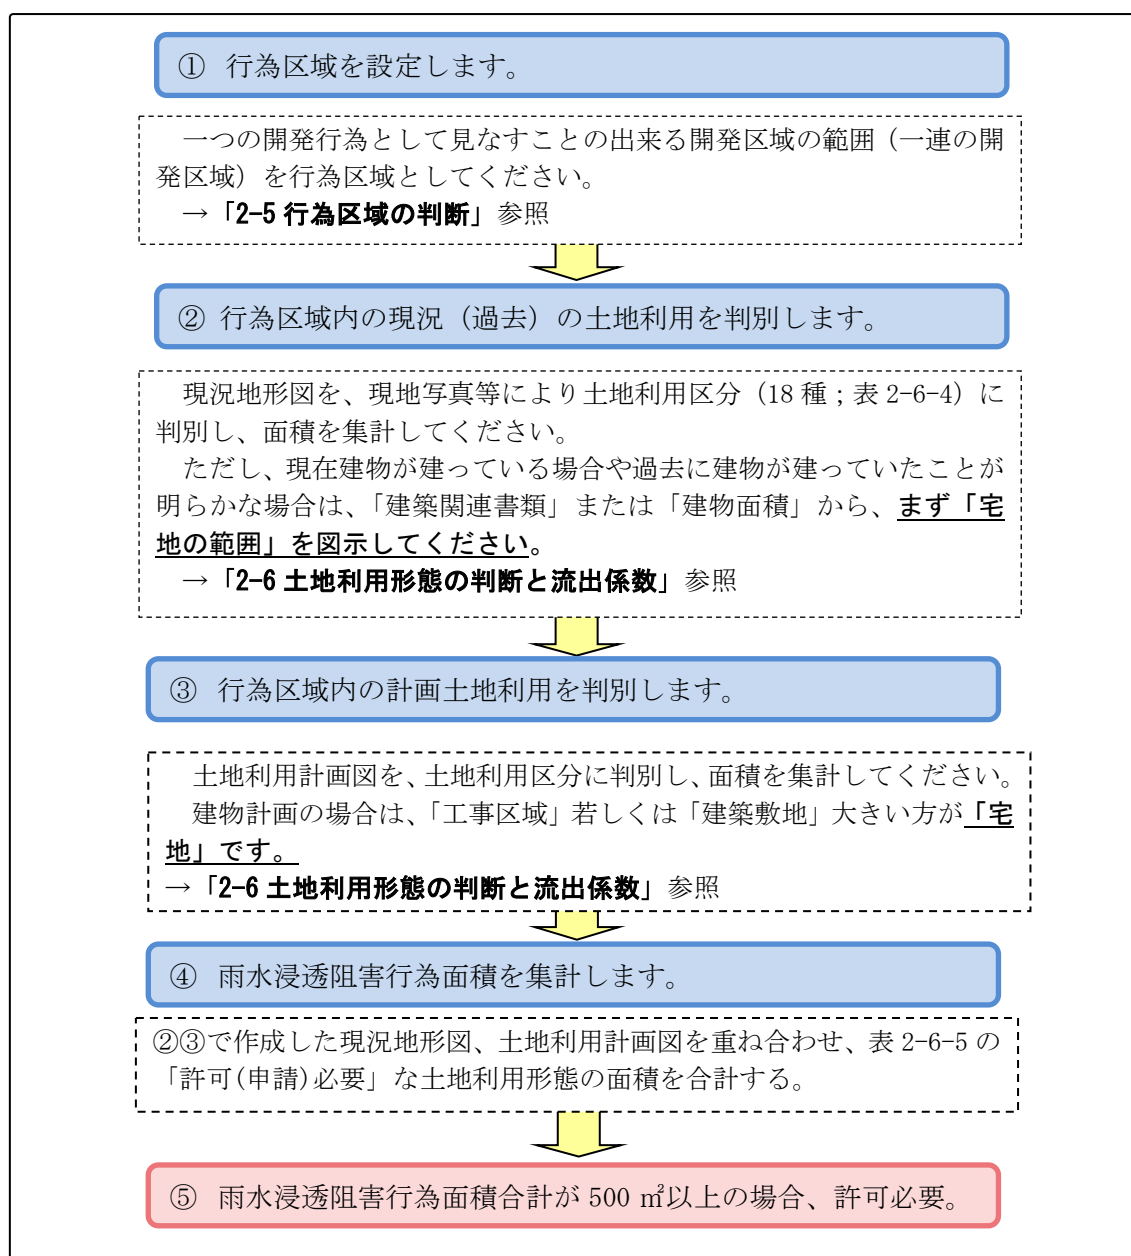 ① 行為区域を設定します。
一つの開発行為として見なすことの出来る開発区域の範囲（一連の開
発区域）を行為区域としてください。
→「2-5 行為区域の判断」参照
② 行為区域内の現況（過去）の土地利用を判別します。
現況地形図を、現地写真等により土地利用区分（18 種；表 2-6-4）に
判別し、面積を集計してください。
ただし、現在建物が建っている場合や過去に建物が建っていたことが
明らかな場合は、「建築関連書類」または「建物面積」から、まず「宅
地の範囲」を図示してください。
→「2-6 土地利用形態の判断と流出係数」参照
③ 行為区域内の計画土地利用を判別します。
土地利用計画図を、土地利用区分に判別し、面積を集計してください。
建物計画の場合は、「工事区域」若しくは「建築敷地」大きい方が「宅
地」です。
→「2-6 土地利用形態の判断と流出係数」参照
④ 雨水浸透阻害行為面積を集計します。
②③で作成した現況地形図、土地利用計画図を重ね合わせ、表 2-6-5 の
「許可(申請)必要」な土地利用形態の面積を合計する。
⑤ 雨水浸透阻害行為面積合計が 500 ㎡以上の場合、許可必要。